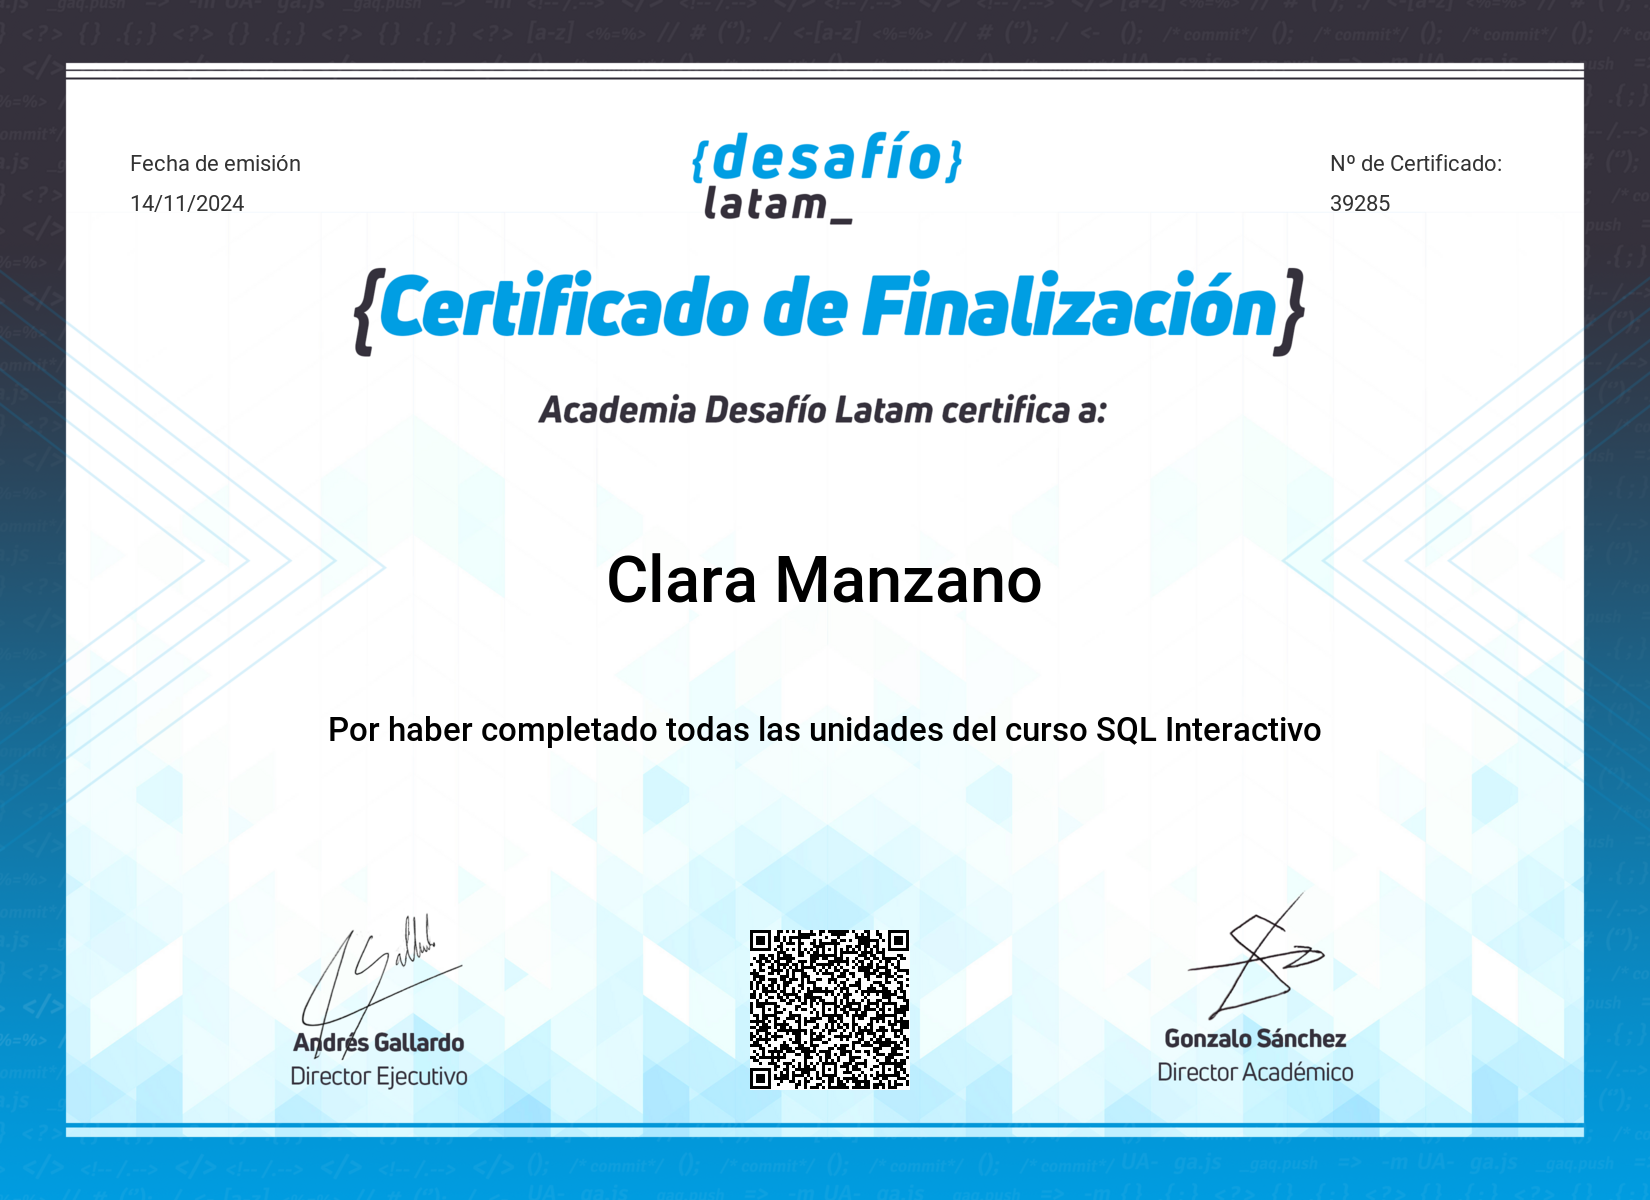 Fecha de emisión
14/11/2024
{desafío}
latam_
Nº de Certificado:
39285
{Certificado de Finalización}
Academia Desafío Latam certifica a:
Clara Manzano
Por haber completado todas las unidades del curso SQL Interactivo
Andrés Gallardo
Director Ejecutivo
Gonzalo Sánchez
Director Académico